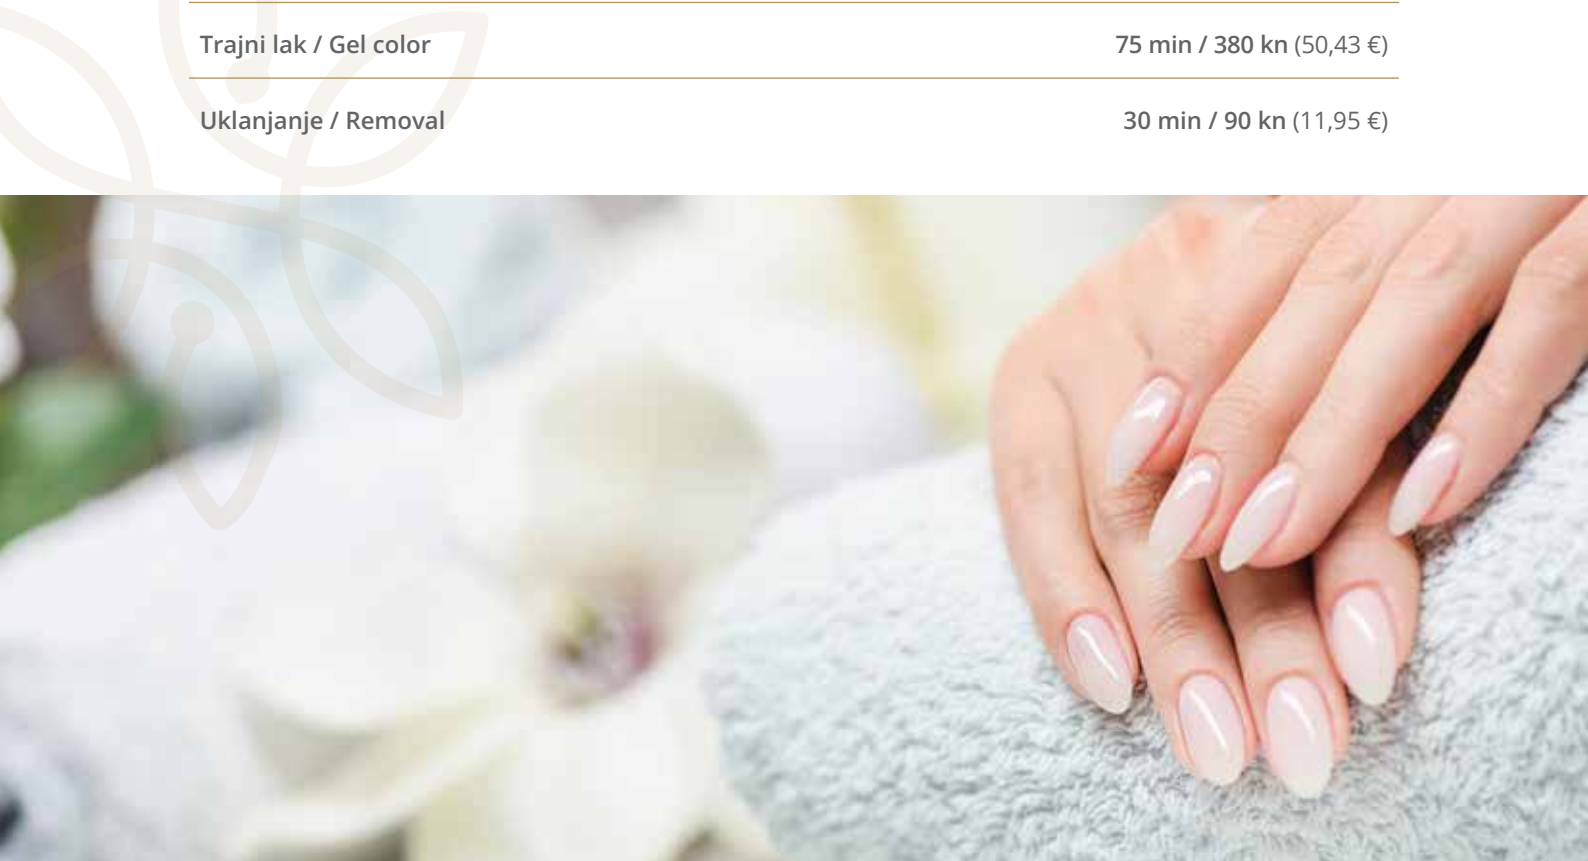 Trajni lak / Gel color 75 min / 380 kn (50,43 €)
Uklanjanje / Removal 30 min / 90 kn (11,95 €)